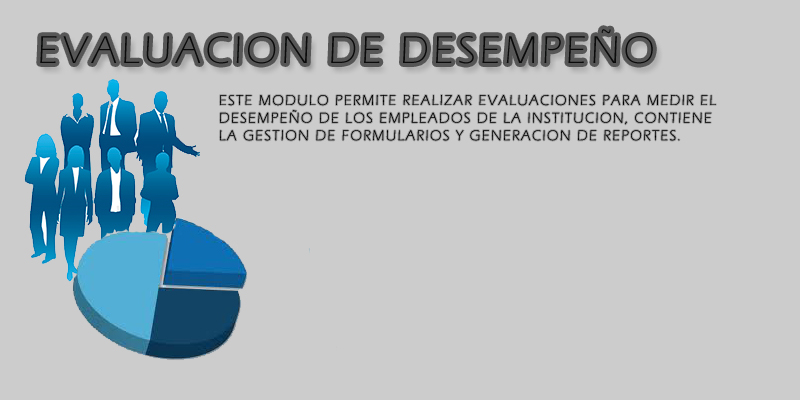 EVALUACION DE DESEMPEÑO
ESTE MODULO PERMITE REALIZAR EVALUACIONES PARA MEDIR EL
DESEMPEÑO DE LOS EMPLEADOS DE LA INSTITUCION, CONTIENE
LA GESTION DE FORMULARIOS Y GENERACION DE REPORTES.